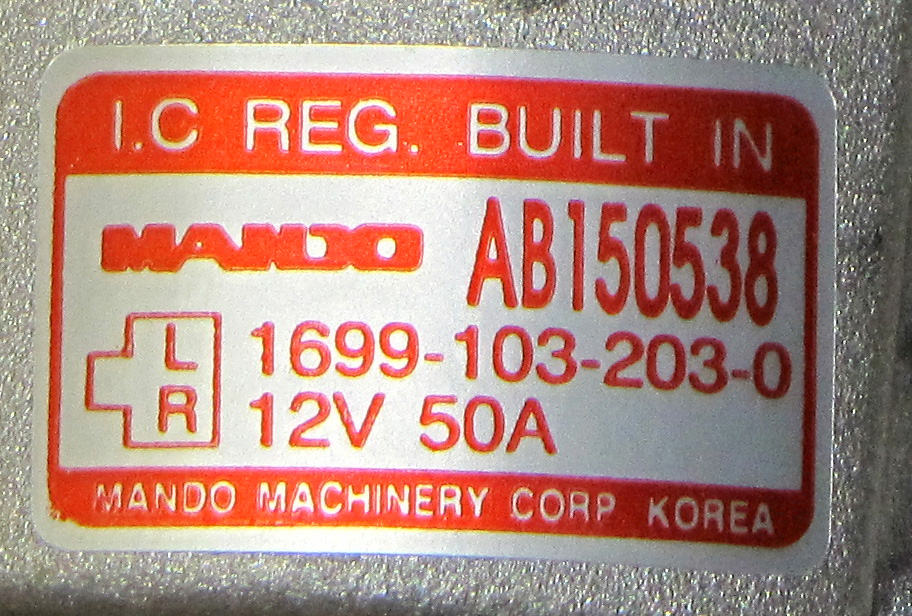 I.C REG. BUILT IN
MANDO AB150538
L 1699-103-203-0
R 12V 50A
MANDO MACHINERY CORP KOREA